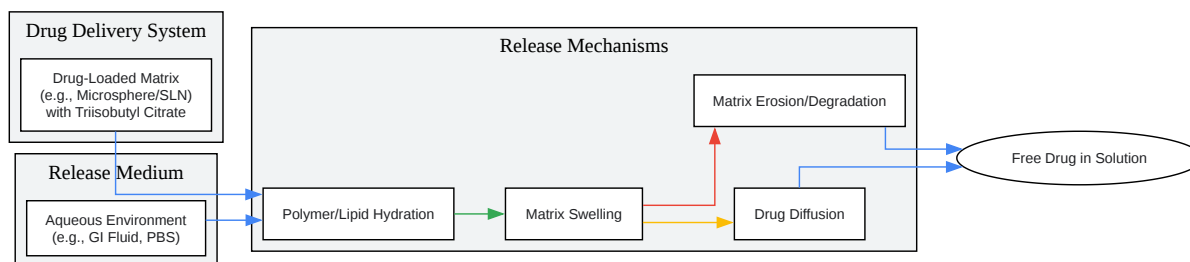 Drug Delivery System
Drug-Loaded Matrix
(e.g., Microsphere/SLN)
with Triisobutyl Citrate
Release Medium
Aqueous Environment
(e.g., GI Fluid, PBS)
Release Mechanisms
Polymer/Lipid Hydration
Matrix Swelling
Matrix Erosion/Degradation
Drug Diffusion
Free Drug in Solution